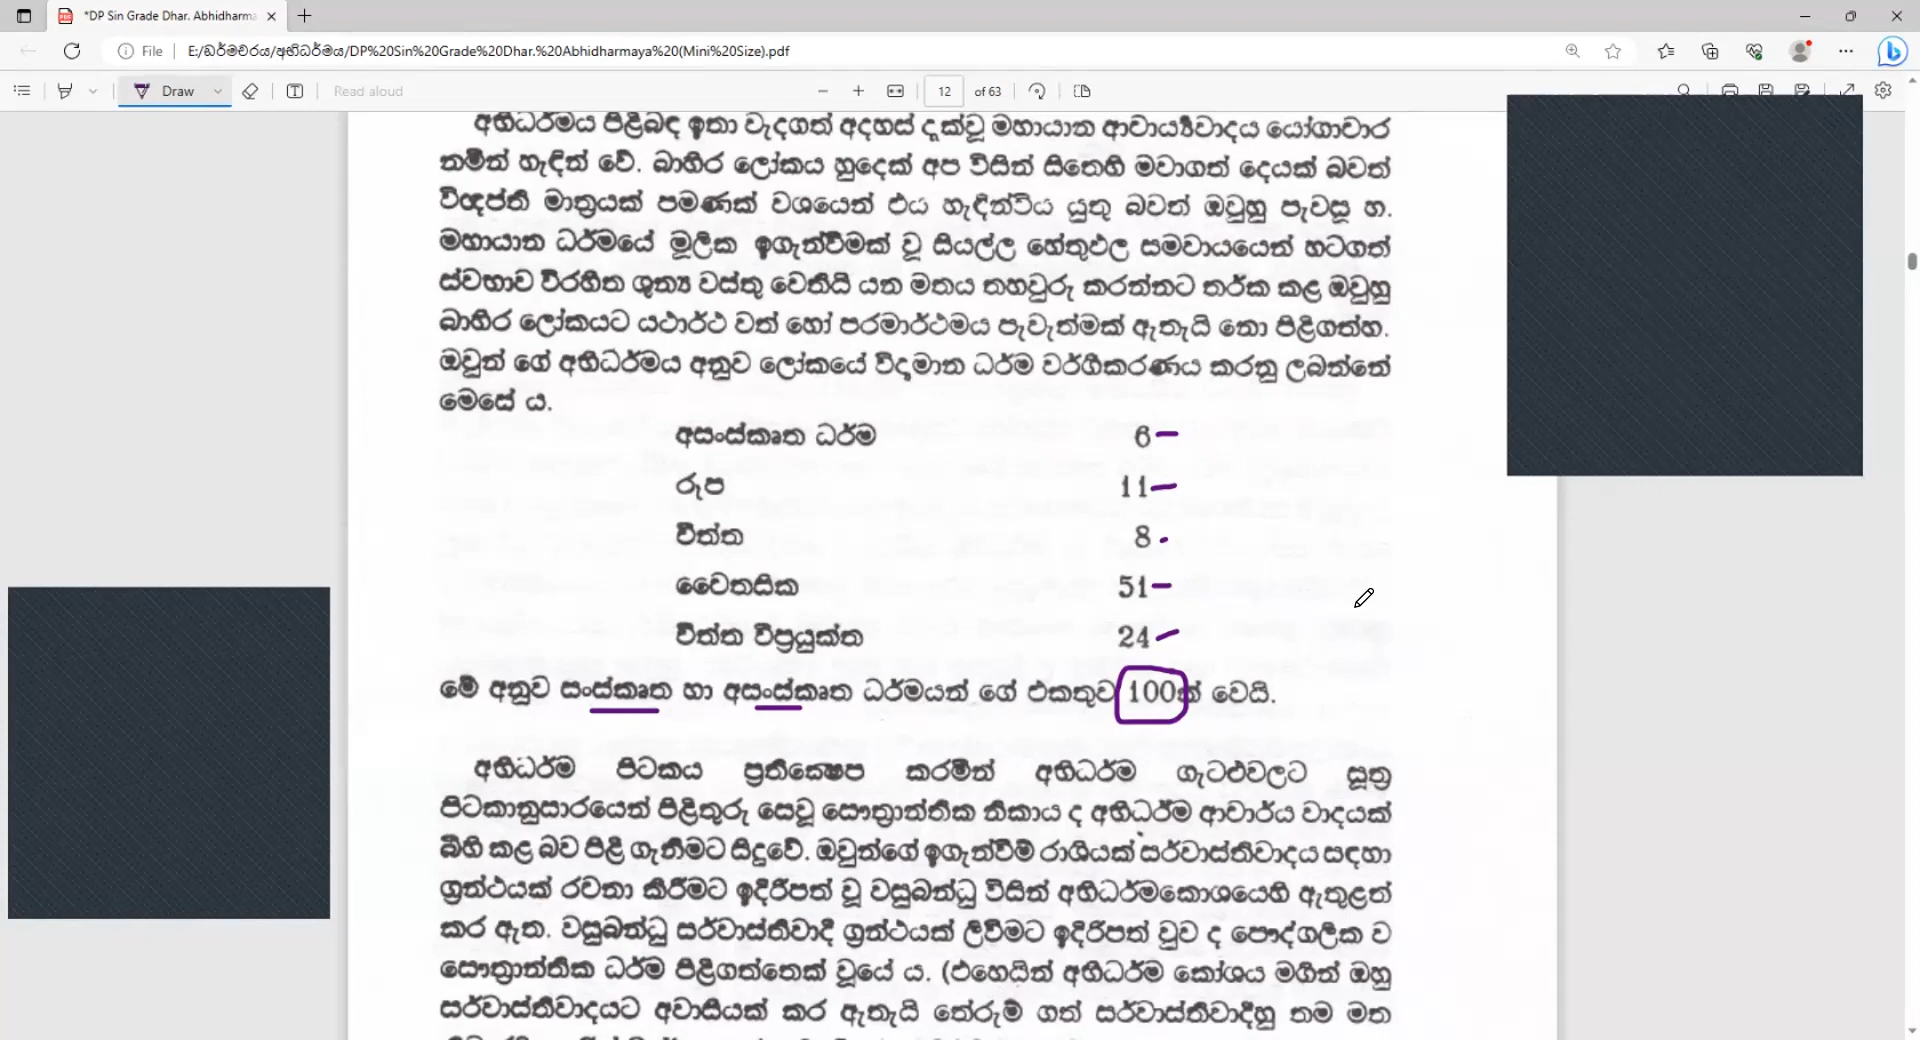 *DP Sin Grade Dhar. Abhidharma
File E:/ධර්මචරය/අභිධර්මය/DP%20Sin%20Grade%20Dhar.%20Abhidharmaya%20(Mini%20Size).pdf
Draw Read aloud 12 of 63
අභිධර්මය පිළිබඳ ඉතා වැදගත් අදහස් දැක්වූ මහායාන ආචාර්‍ය්‍යවාදය යෝගාචාර
නමින් හැඳින් වේ. බාහිර ලෝකය හුදෙක් අප විසින් සිතෙහි මවාගත් දෙයක් බවත්
විඥප්ති මාත්‍රයක් පමණක් වශයෙන් එය හැඳින්විය යුතු බවත් ඔවුහු පැවසූ හ.
මහායාන ධර්මයේ මූලික ඉගැන්වීමක් වූ සියල්ල හේතුඵල සමවායයෙන් හටගත්
ස්වභාව විරහිත ශුන්‍ය වස්තු වෙතියි යන මතය තහවුරු කරන්නට තර්ක කළ ඔවුහු
බාහිර ලෝකයට යථාර්ථ වත් හෝ පරමාර්ථමය පැවැත්මක් ඇතැයි නො පිළිගත්හ.
ඔවුන් ගේ අභිධර්මය අනුව ලෝකයේ විද්‍යමාන ධර්ම වර්ගීකරණය කරනු ලබන්නේ
මෙසේ ය.
අසංස්කෘත ධර්ම 6
රූප 11
චිත්ත 8
චෛතසික 51
චිත්ත විප්‍රයුක්ත 24
මේ අනුව සංස්කෘත හා අසංස්කෘත ධර්මයන් ගේ එකතුව 100ක් වෙයි.
අභිධර්ම පිටකය ප්‍රතික්ෂේප කරමින් අභිධර්ම ගැටළුවලට සූත්‍ර
පිටකානුසාරයෙන් පිළිතුරු සෙවූ සෞත්‍රාන්තික නිකාය ද අභිධර්ම ආචාර්ය වාදයක්
බිහි කළ බව පිළි ගැනීමට සිදුවේ. ඔවුන්ගේ ඉගැන්වීම් රාශියක් සර්වාස්තිවාදය සඳහා
ග්‍රන්ථයක් රචනා කිරීමට ඉදිරිපත් වූ වසුබන්ධු විසින් අභිධර්මකොශයෙහි ඇතුළත්
කර ඇත. වසුබන්ධු සර්වාස්තිවාදී ග්‍රන්ථයක් ලිවීමට ඉදිරිපත් වුව ද පෞද්ගලික ව
සෞත්‍රාන්තික ධර්ම පිළිගත්තෙක් වූයේ ය. (එහෙයින් අභිධර්ම කෝශය මගින් ඔහු
සර්වාස්තිවාදයට අවාසියක් කර ඇතැයි තේරුම් ගත් සර්වාස්තිවාදීහු තම මත